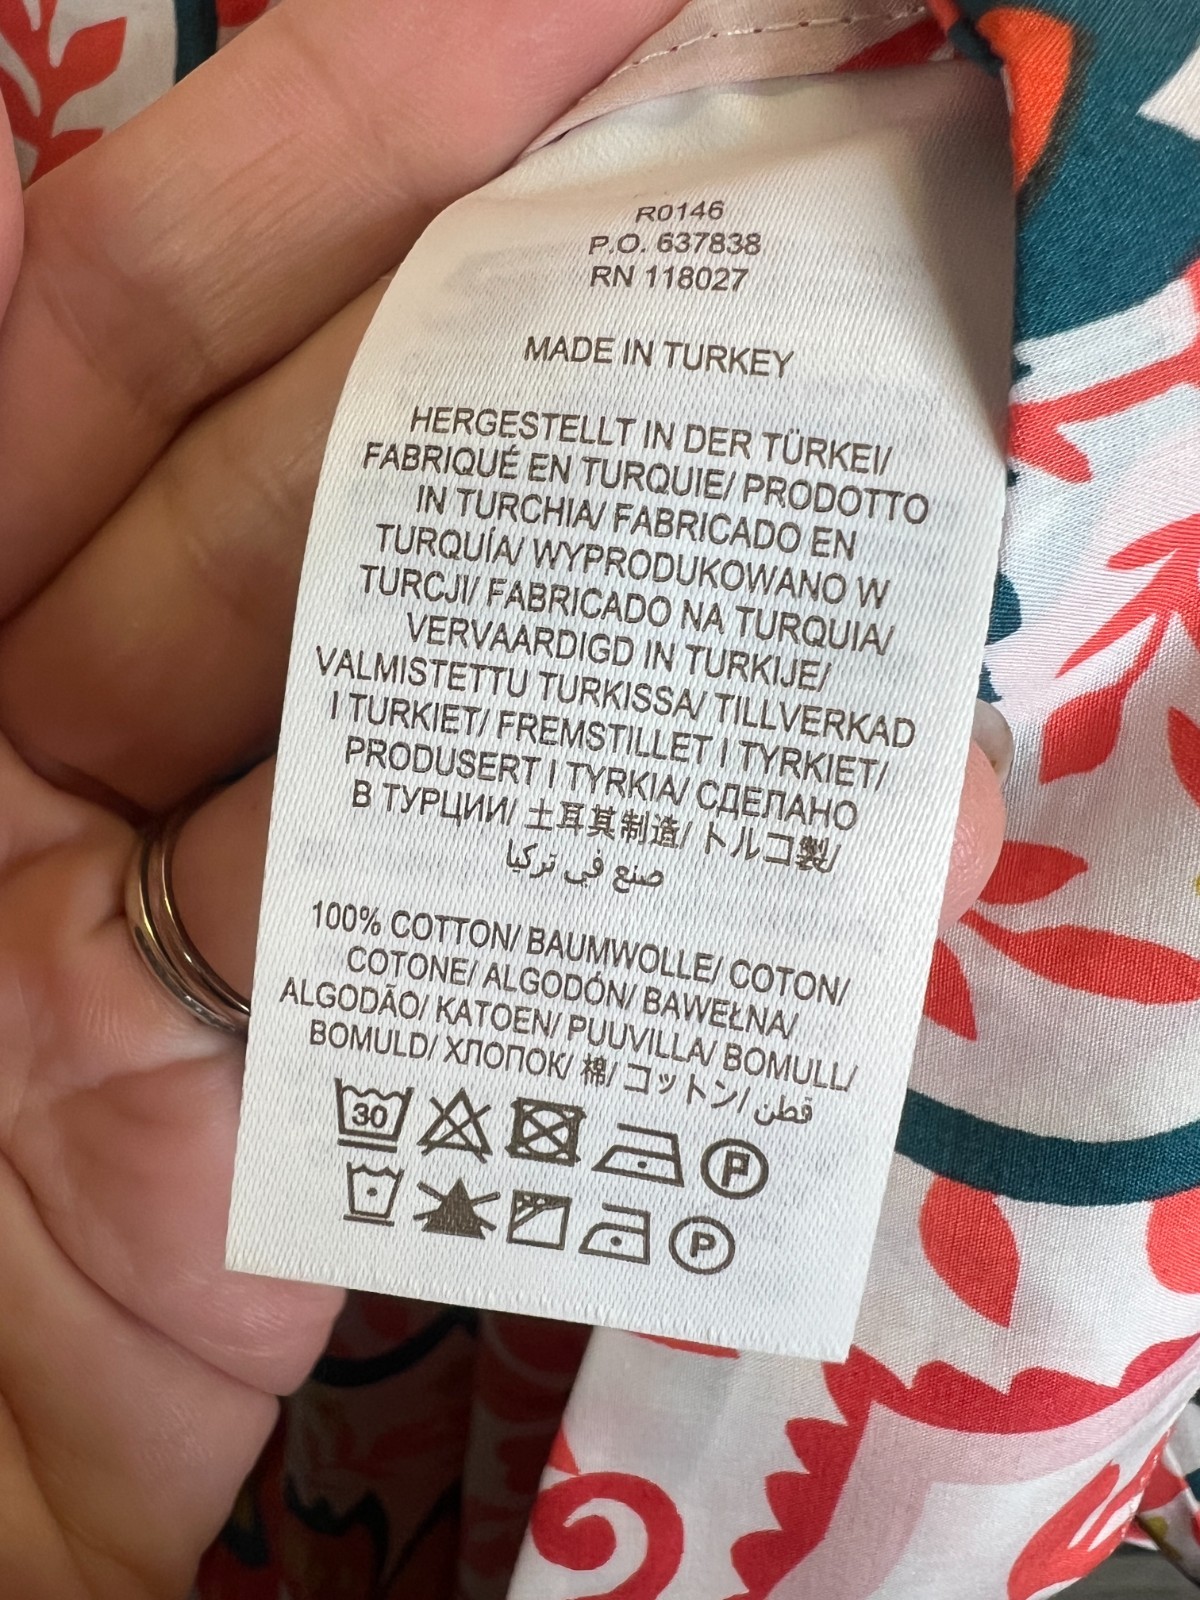 R0146
P.O. 637838
RN 118027
MADE IN TURKEY
HERGESTELLT IN DER TÜRKEI/
FABRIQUÉ EN TURQUIE/ PRODOTTO
IN TURCHIA/ FABRICADO EN
TURQUÍA/ WYPRODUKOWANO W
TURCJI/ FABRICADO NA TURQUIA/
VERVAARDIGD IN TURKIJE/
VALMISTETTU TURKISSA/ TILLVERKAD
I TURKIET/ FREMSTILLET I TYRKIET/
PRODUSERT I TYRKIA/ СДЕЛАНО
В ТУРЦИИ/ 土耳其制造/ トルコ製/
صنع في تركيا
100% COTTON/ BAUMWOLLE/ COTON/
COTONE/ ALGODÓN/ BAWEŁNA/
ALGODÃO/ KATOEN/ PUUVILLA/ BOMULL/
BOMULD/ ХЛОПОК/ 棉/ コットン/ قطن
30 P
P